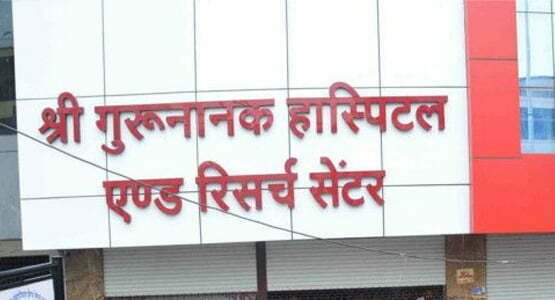 श्री गुरूनानक हास्पिटल
एण्ड रिसर्च सेंटर